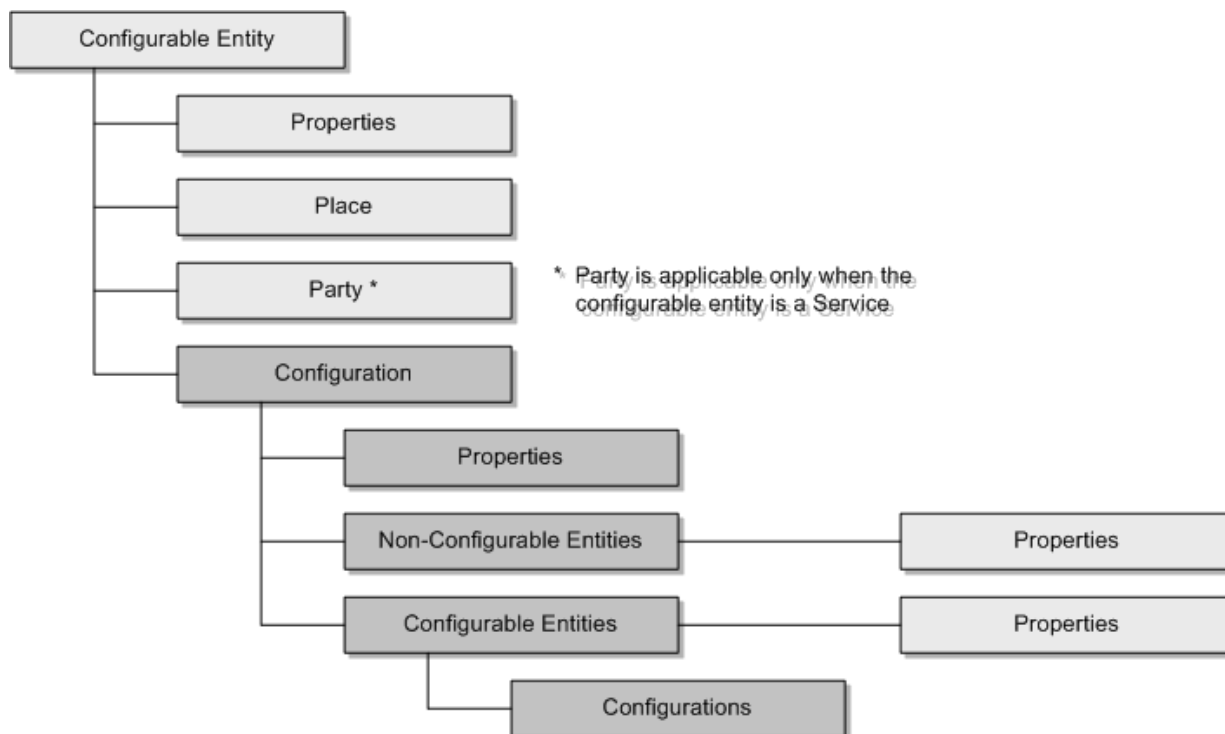 Configurable Entity
Properties
Place
Party *
* Party is applicable only when the
configurable entity is a Service
Configuration
Properties
Non-Configurable Entities
Properties
Configurable Entities
Properties
Configurations